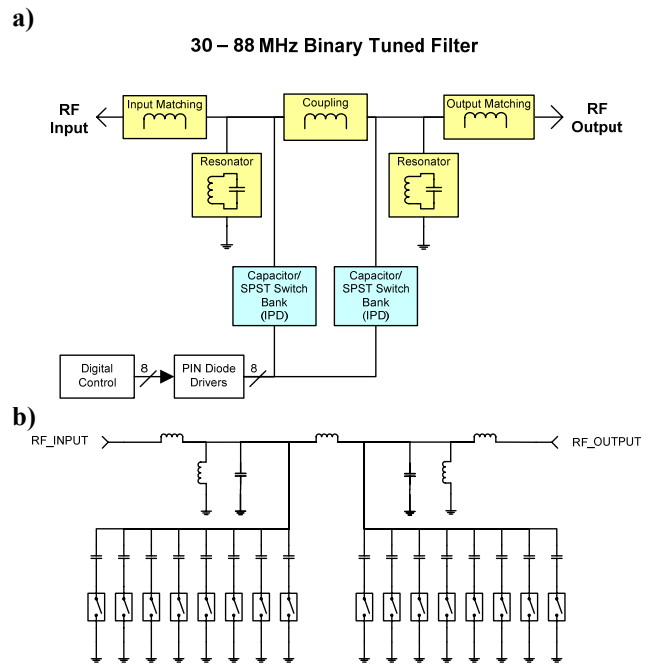 a)
30 – 88 MHz Binary Tuned Filter
RF
Input
Input Matching
Coupling
Output Matching
RF
Output
Resonator
Resonator
Capacitor/
SPST Switch
Bank
(IPD)
Capacitor/
SPST Switch
Bank
(IPD)
Digital
Control
8
PIN Diode
Drivers
8
b)
RF_INPUT
RF_OUTPUT